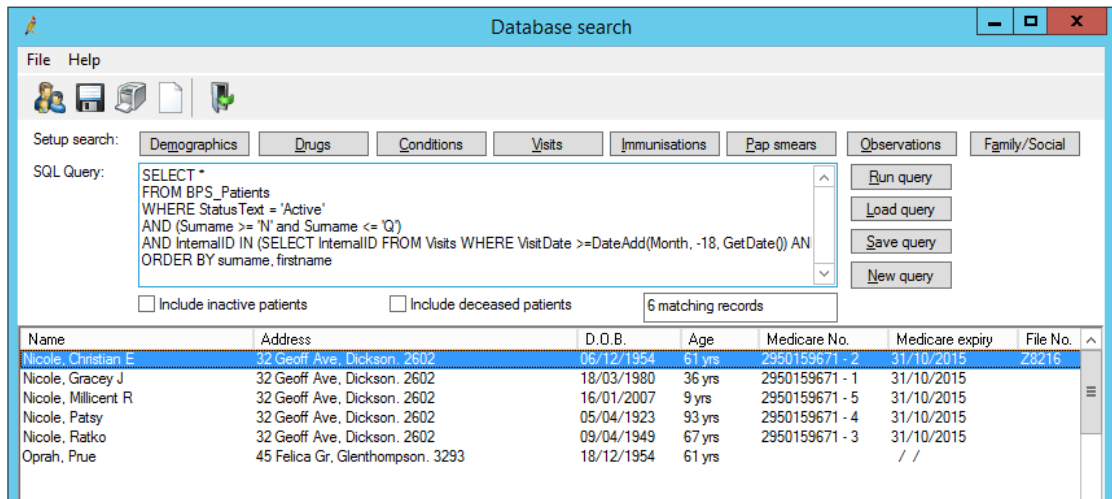 Database search
File Help
Setup search: Demographics Drugs Conditions Visits Immunisations Pap smears Observations Family/Social
SQL Query:
SELECT *
FROM BPS_Patients
WHERE StatusText = 'Active'
AND (Surname >= 'N' and Surname <= 'Q')
AND InternalID IN (SELECT InternalID FROM Visits WHERE VisitDate >=DateAdd(Month, -18, GetDate()) AN
ORDER BY surname, firstname
Run query
Load query
Save query
New query
Include inactive patients Include deceased patients 6 matching records
Name Address D.O.B. Age Medicare No. Medicare expiry File No.
Nicole, Christian E 32 Geoff Ave, Dickson. 2602 06/12/1954 61 yrs 2950159671 - 2 31/10/2015 Z8216
Nicole, Gracey J 32 Geoff Ave, Dickson. 2602 18/03/1980 36 yrs 2950159671 - 1 31/10/2015
Nicole, Millicent R 32 Geoff Ave, Dickson. 2602 16/01/2007 9 yrs 2950159671 - 5 31/10/2015
Nicole, Patsy 32 Geoff Ave, Dickson. 2602 05/04/1923 93 yrs 2950159671 - 4 31/10/2015
Nicole, Ratko 32 Geoff Ave, Dickson. 2602 09/04/1949 67 yrs 2950159671 - 3 31/10/2015
Oprah, Prue 45 Felica Gr, Glenthompson. 3293 18/12/1954 61 yrs / /